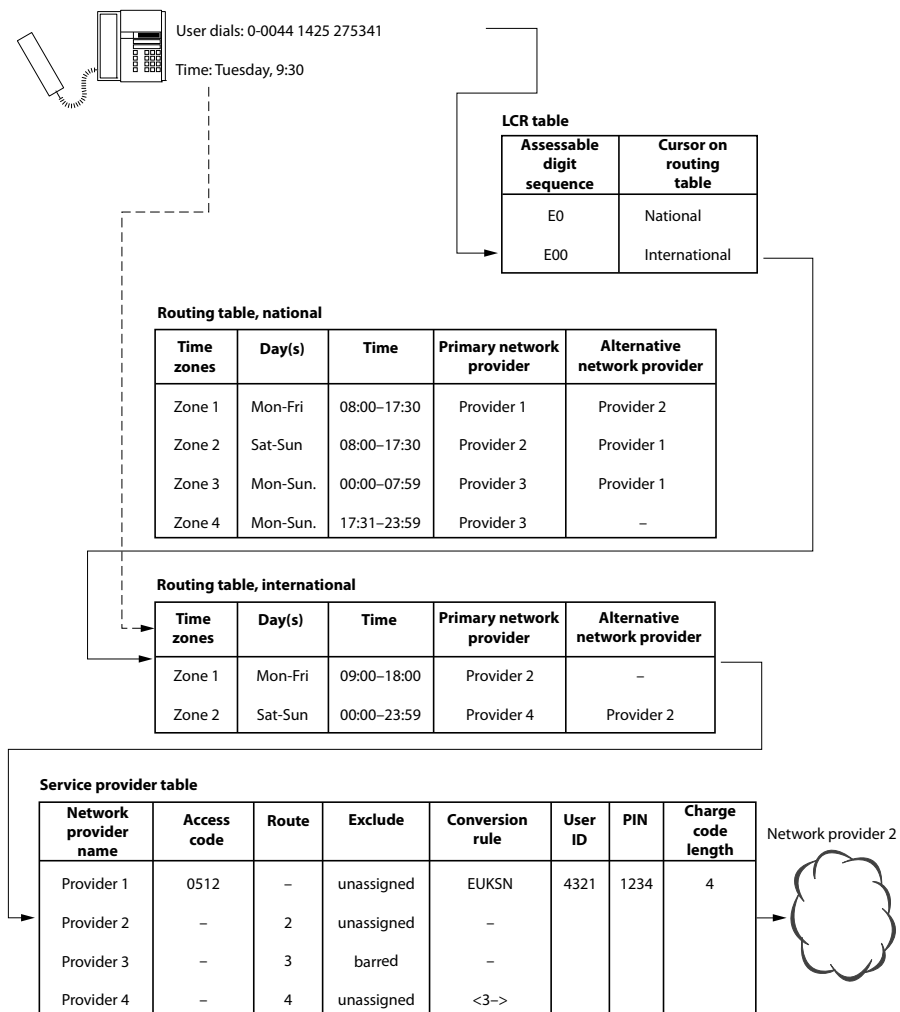 User dials: 0-0044 1425 275341
Time: Tuesday, 9:30
LCR table
Assessable digit sequence Cursor on routing table
E0 National
E00 International
Routing table, national
Time zones Day(s) Time Primary network provider Alternative network provider
Zone 1 Mon-Fri 08:00–17:30 Provider 1 Provider 2
Zone 2 Sat-Sun 08:00–17:30 Provider 2 Provider 1
Zone 3 Mon-Sun. 00:00–07:59 Provider 3 Provider 1
Zone 4 Mon-Sun. 17:31–23:59 Provider 3 –
Routing table, international
Time zones Day(s) Time Primary network provider Alternative network provider
Zone 1 Mon-Fri 09:00–18:00 Provider 2 –
Zone 2 Sat-Sun 00:00–23:59 Provider 4 Provider 2
Service provider table
Network provider name Access code Route Exclude Conversion rule User ID PIN Charge code length
Network provider 2
Provider 1 0512 – unassigned EUKSN 4321 1234 4
Provider 2 – 2 unassigned –
Provider 3 – 3 barred –
Provider 4 – 4 unassigned <3–>